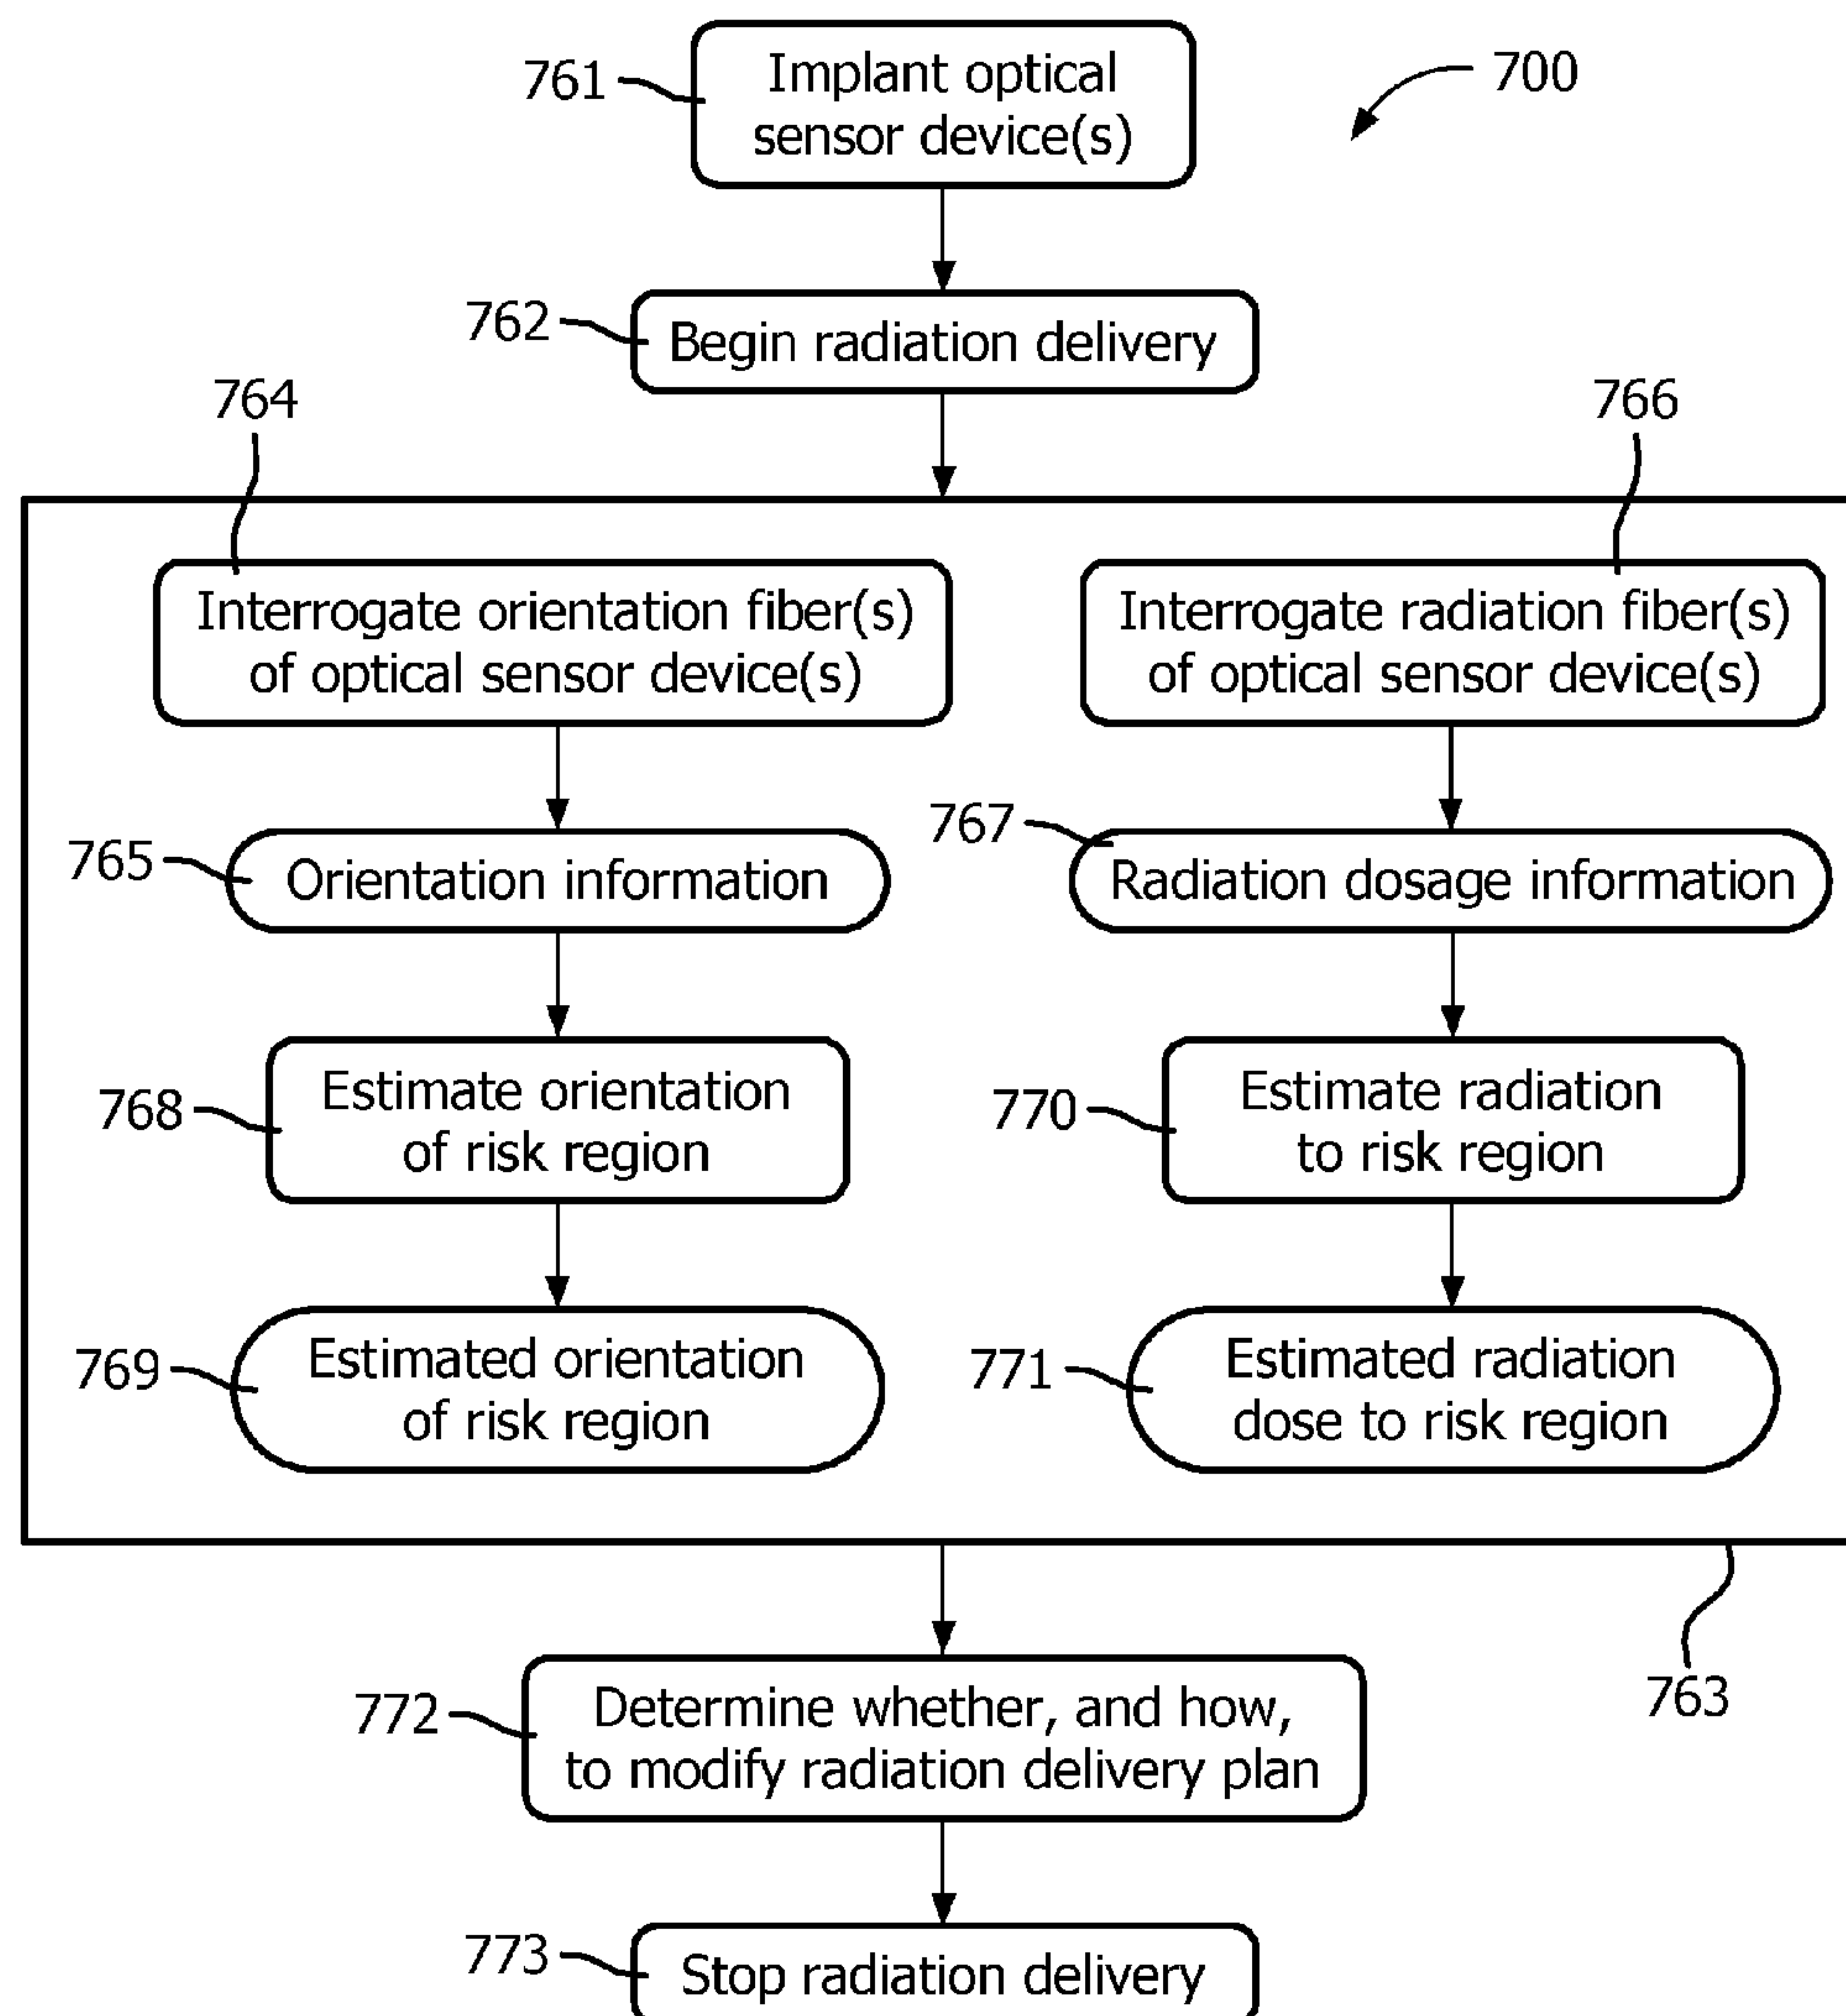 700
761
Implant optical
sensor device(s)
762
Begin radiation delivery
764
766
Interrogate orientation fiber(s)
of optical sensor device(s)
Interrogate radiation fiber(s)
of optical sensor device(s)
765
Orientation information
767
Radiation dosage information
768
Estimate orientation
of risk region
770
Estimate radiation
to risk region
769
Estimated orientation
of risk region
771
Estimated radiation
dose to risk region
763
772
Determine whether, and how,
to modify radiation delivery plan
773
Stop radiation delivery